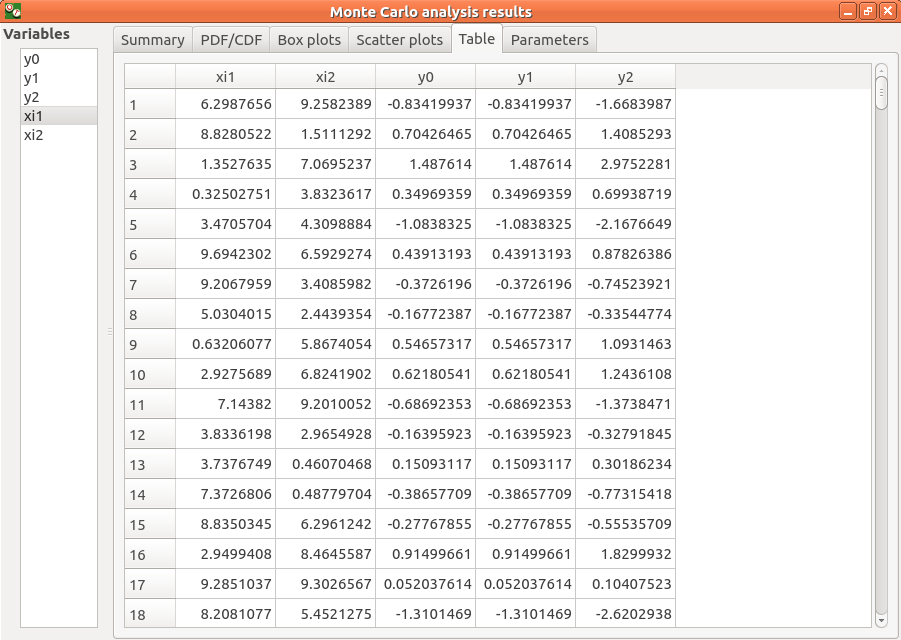 Monte Carlo analysis results
Variables
y0
y1
y2
xi1
xi2
Summary PDF/CDF Box plots Scatter plots Table Parameters
xi1 xi2 y0 y1 y2
1 6.2987656 9.2582389 -0.83419937 -0.83419937 -1.6683987
2 8.8280522 1.5111292 0.70426465 0.70426465 1.4085293
3 1.3527635 7.0695237 1.487614 1.487614 2.9752281
4 0.32502751 3.8323617 0.34969359 0.34969359 0.69938719
5 3.4705704 4.3098884 -1.0838325 -1.0838325 -2.1676649
6 9.6942302 6.5929274 0.43913193 0.43913193 0.87826386
7 9.2067959 3.4085982 -0.3726196 -0.3726196 -0.74523921
8 5.0304015 2.4439354 -0.16772387 -0.16772387 -0.33544774
9 0.63206077 5.8674054 0.54657317 0.54657317 1.0931463
10 2.9275689 6.8241902 0.62180541 0.62180541 1.2436108
11 7.14382 9.2010052 -0.68692353 -0.68692353 -1.3738471
12 3.8336198 2.9654928 -0.16395923 -0.16395923 -0.32791845
13 3.7376749 0.46070468 0.15093117 0.15093117 0.30186234
14 7.3726806 0.48779704 -0.38657709 -0.38657709 -0.77315418
15 8.8350345 6.2961242 -0.27767855 -0.27767855 -0.55535709
16 2.9499408 8.4645587 0.91499661 0.91499661 1.8299932
17 9.2851037 9.3026567 0.052037614 0.052037614 0.10407523
18 8.2081077 5.4521275 -1.3101469 -1.3101469 -2.6202938